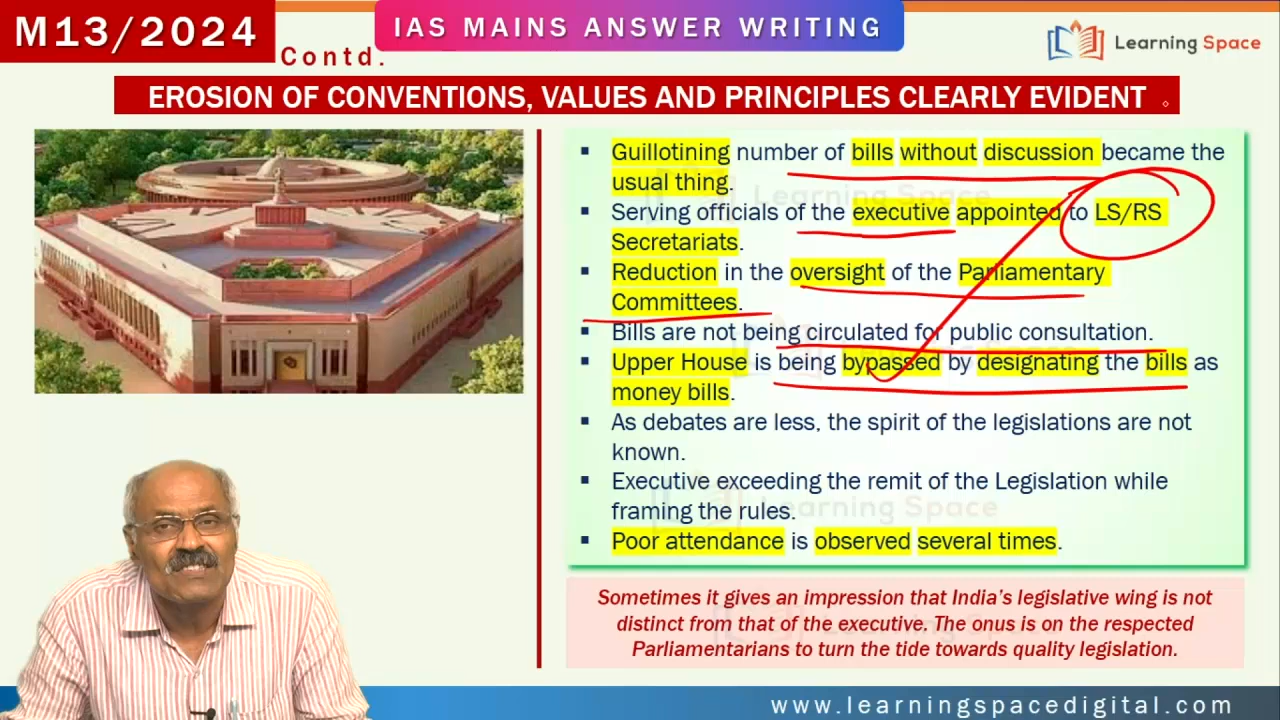 M13/2024
IAS MAINS ANSWER WRITING
Learning Space
Contd.
EROSION OF CONVENTIONS, VALUES AND PRINCIPLES CLEARLY EVIDENT
▪ Guillotining number of bills without discussion became the
usual thing.
▪ Serving officials of the executive appointed to LS/RS
Secretariats.
▪ Reduction in the oversight of the Parliamentary
Committees.
▪ Bills are not being circulated for public consultation.
▪ Upper House is being bypassed by designating the bills as
money bills.
▪ As debates are less, the spirit of the legislations are not
known.
▪ Executive exceeding the remit of the Legislation while
framing the rules.
▪ Poor attendance is observed several times.
Learning Space
Learning Space
Sometimes it gives an impression that India's legislative wing is not
distinct from that of the executive. The onus is on the respected
Parliamentarians to turn the tide towards quality legislation.
Learning Space
www.learningspacedigital.com